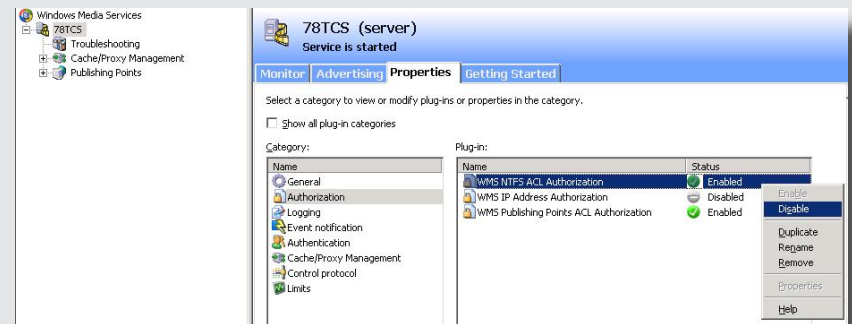 Windows Media Services
78TCS
Troubleshooting
Cache/Proxy Management
Publishing Points
78TCS (server)
Service is started
Monitor Advertising Properties Getting Started
Select a category to view or modify plug-ins or properties in the category.
Show all plug-in categories
Category:
Name
General
Authorization
Logging
Event notification
Authentication
Cache/Proxy Management
Control protocol
Limits
Plug-in:
Name Status
WMS NTFS ACL Authorization Enabled
WMS IP Address Authorization Disabled
WMS Publishing Points ACL Authorization Enabled
Enable
Disable
Duplicate
Rename
Remove
Properties
Help